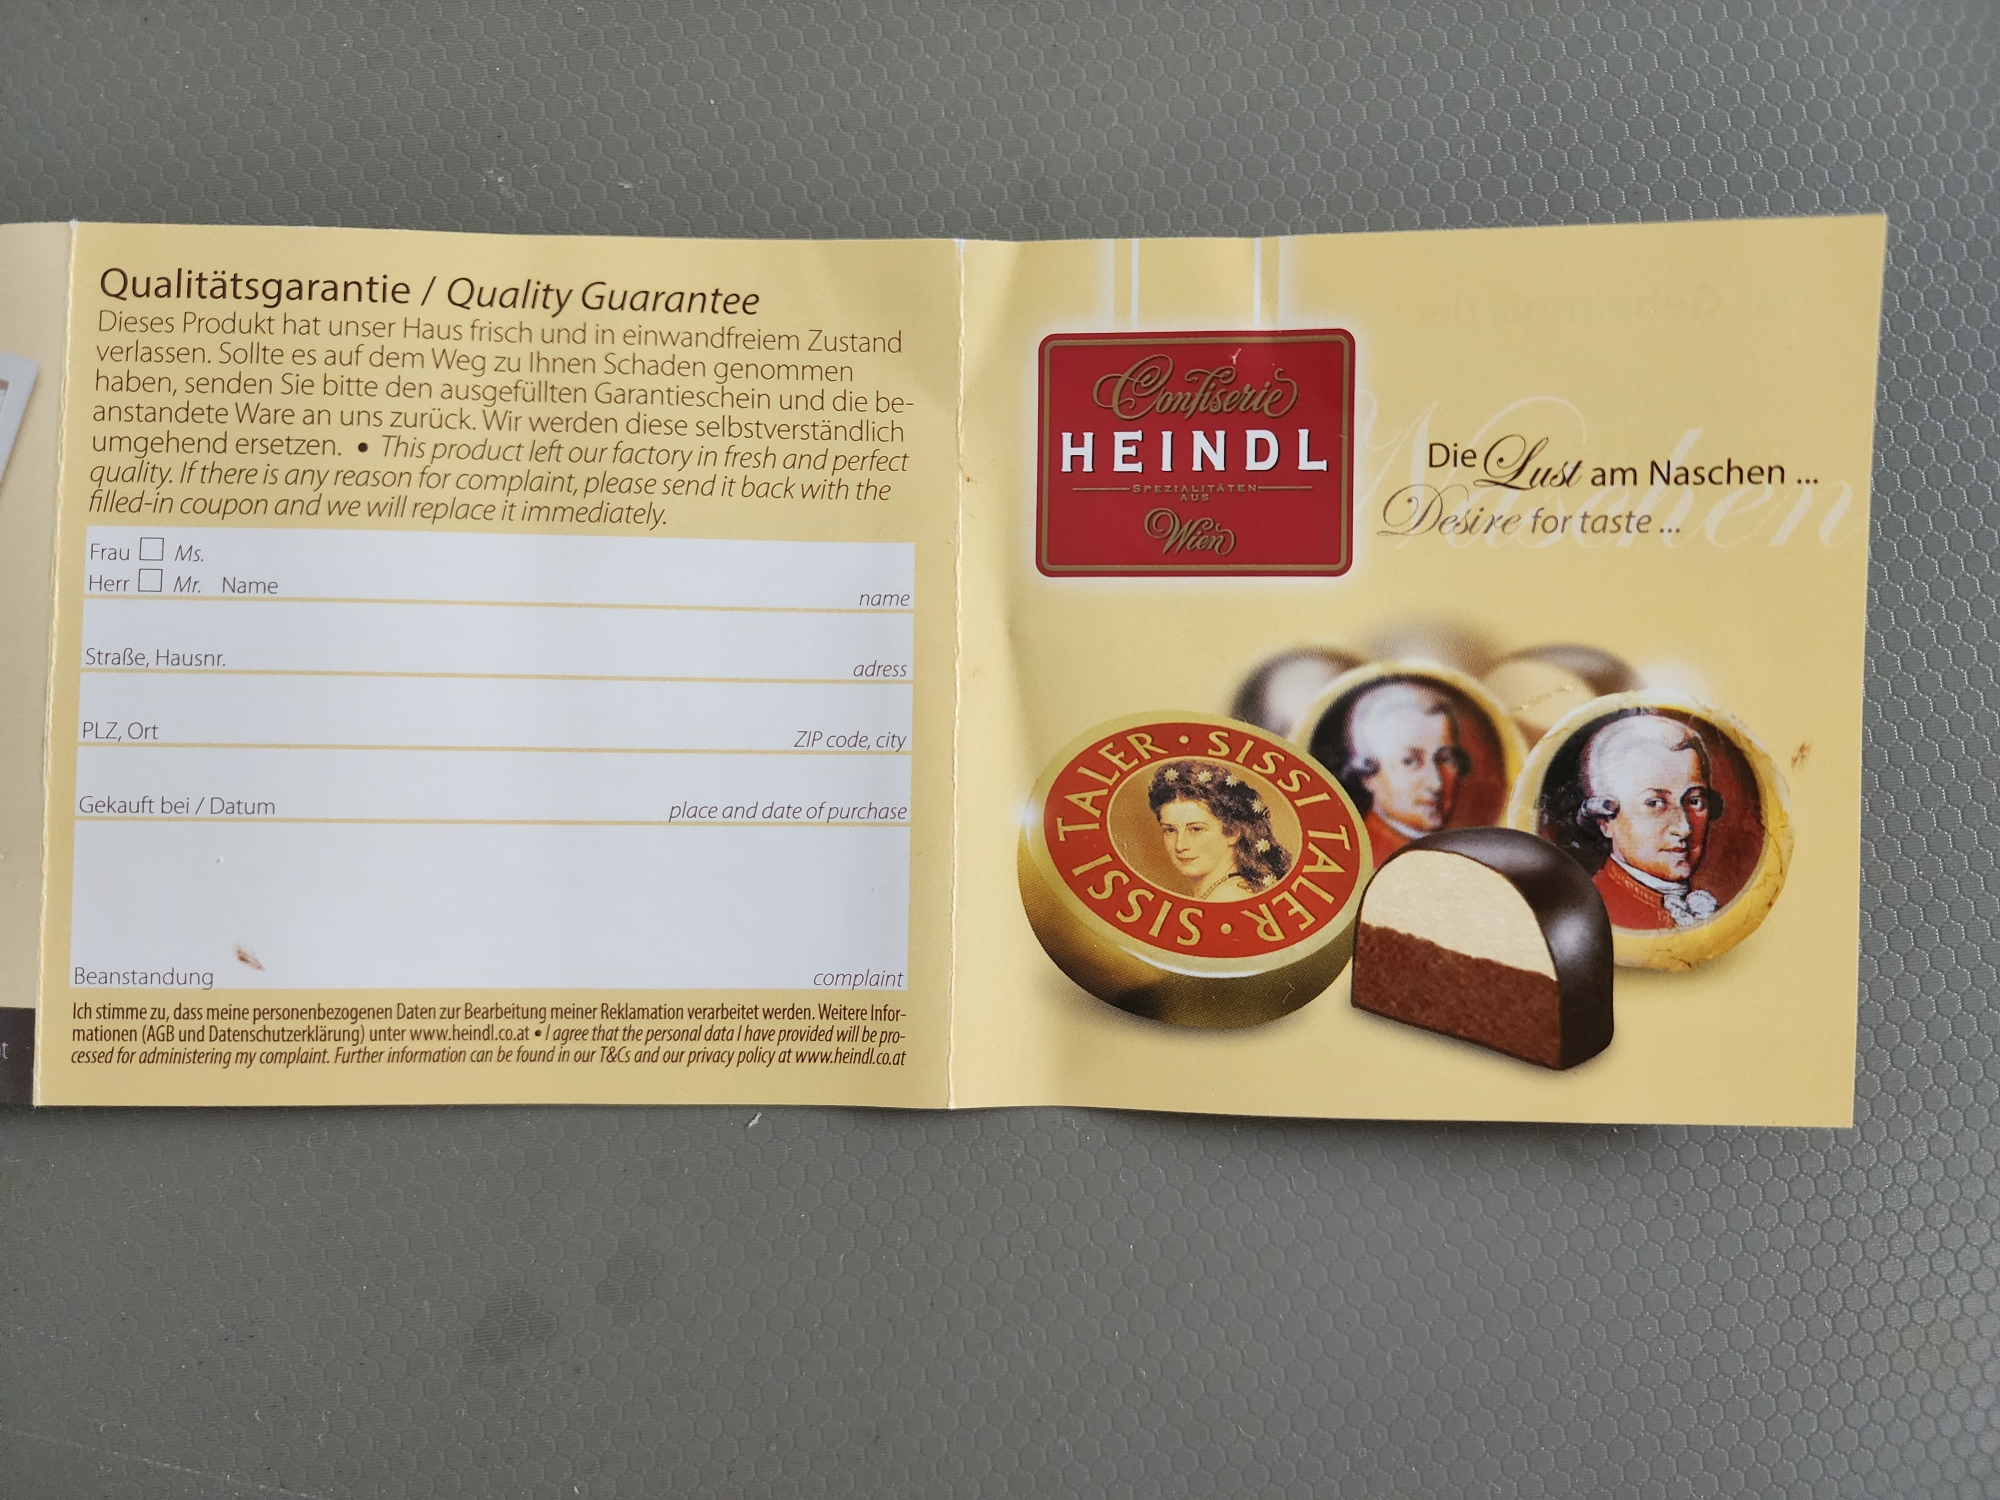 Qualitätsgarantie / Quality Guarantee
Dieses Produkt hat unser Haus frisch und in einwandfreiem Zustand
verlassen. Sollte es auf dem Weg zu Ihnen Schaden genommen
haben, senden Sie bitte den ausgefüllten Garantieschein und die be-
anstandete Ware an uns zurück. Wir werden diese selbstverständlich
umgehend ersetzen. • This product left our factory in fresh and perfect
quality. If there is any reason for complaint, please send it back with the
filled-in coupon and we will replace it immediately.
Frau Ms.
Herr Mr. Name name
Straße, Hausnr. adress
PLZ, Ort ZIP code, city
Gekauft bei / Datum place and date of purchase
Beanstandung complaint
Ich stimme zu, dass meine personenbezogenen Daten zur Bearbeitung meiner Reklamation verarbeitet werden. Weitere Infor-
mationen (AGB und Datenschutzerklärung) unter www.heindl.co.at • I agree that the personal data I have provided will be pro-
cessed for administering my complaint. Further information can be found in our T&Cs and our privacy policy at www.heindl.co.at
Confiserie
HEINDL
SPEZIALITÄTEN
AUS
Wien
Naschen
Die Lust am Naschen ...
Desire for taste ...
SISSI TALER • SISSI TALER •